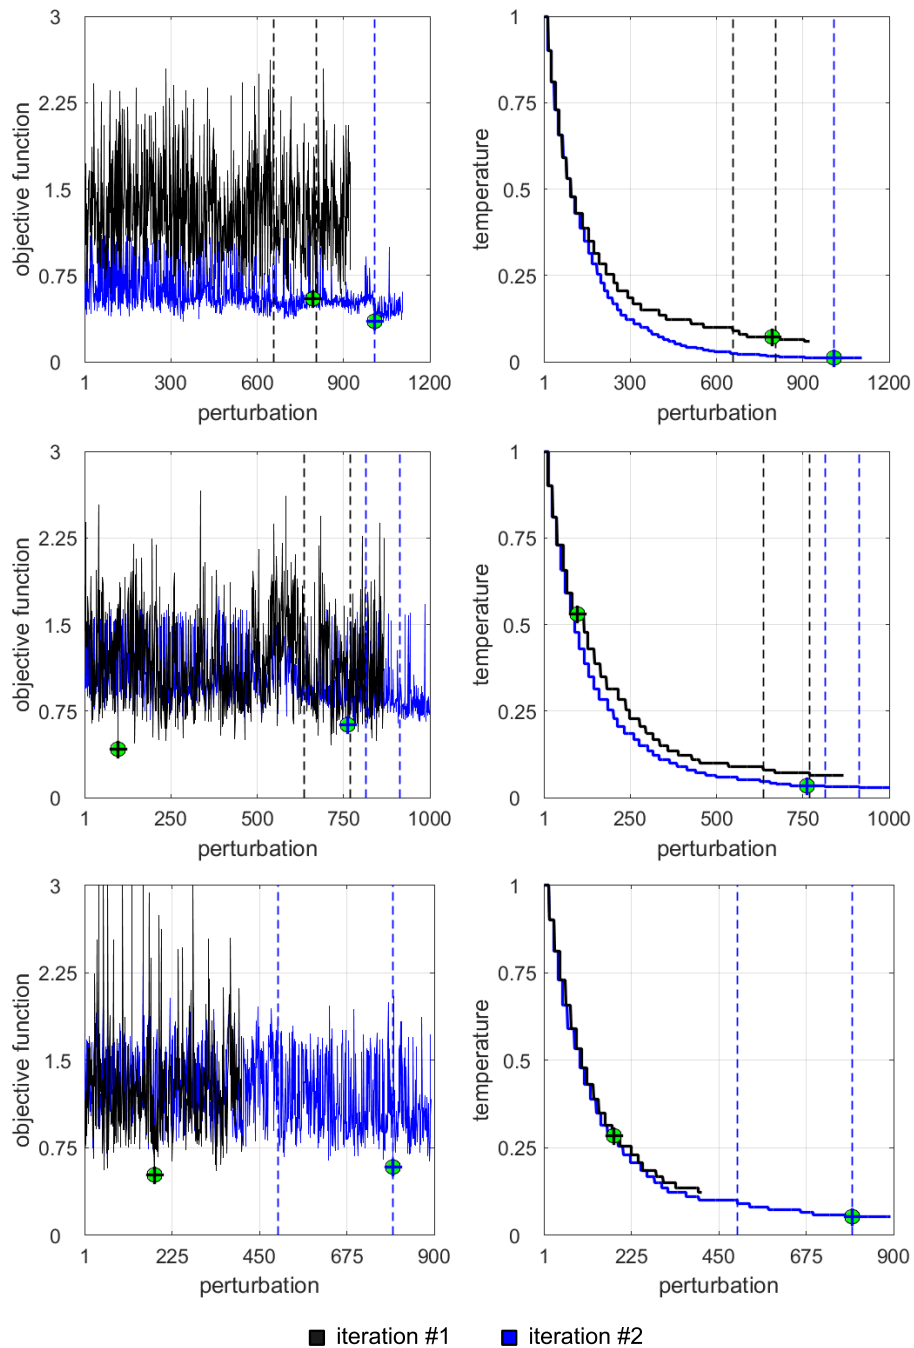 3
2.25
1.5
0.75
0
objective function
1 300 600 900 1200
perturbation
1
0.75
0.5
0.25
0
temperature
1 300 600 900 1200
perturbation
3
2.25
1.5
0.75
0
objective function
1 250 500 750 1000
perturbation
1
0.75
0.5
0.25
0
temperature
1 250 500 750 1000
perturbation
3
2.25
1.5
0.75
0
objective function
1 225 450 675 900
perturbation
1
0.75
0.5
0.25
0
temperature
1 225 450 675 900
perturbation
iteration #1 iteration #2